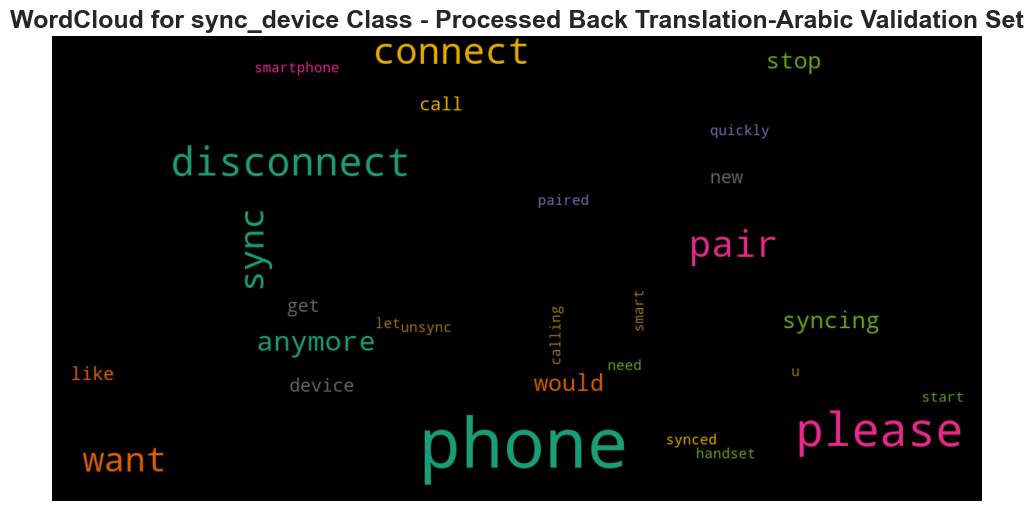 WordCloud for sync_device Class - Processed Back Translation-Arabic Validation Set
connect
smartphone
stop
call
quickly
disconnect
new
paired
sync
pair
get
smart
calling
let
unsync
syncing
anymore
need
like
device
would
u
start
please
phone
want
synced
handset